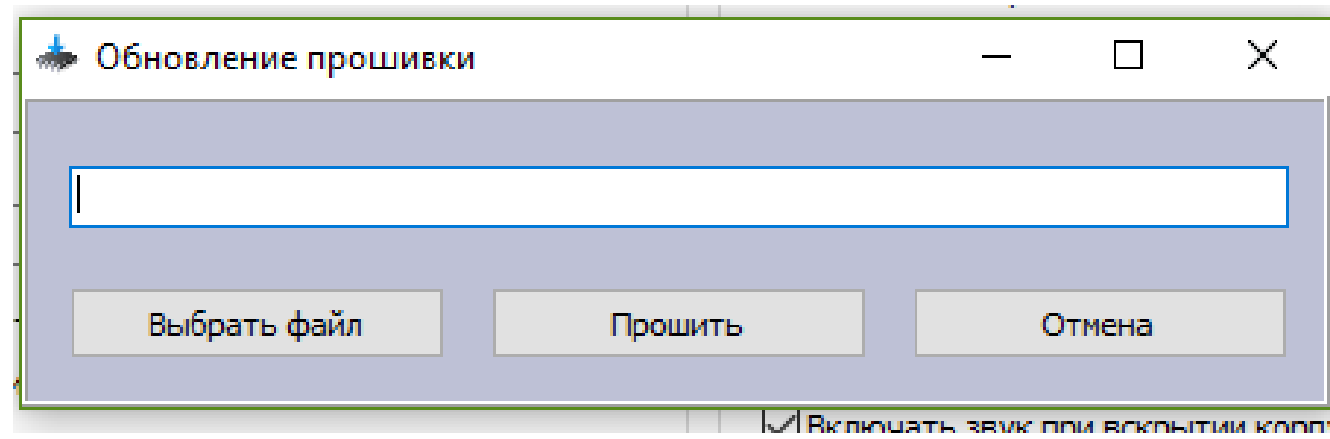 Обновление прошивки
Выбрать файл
Прошить
Отмена
Включать звук при вскрытии